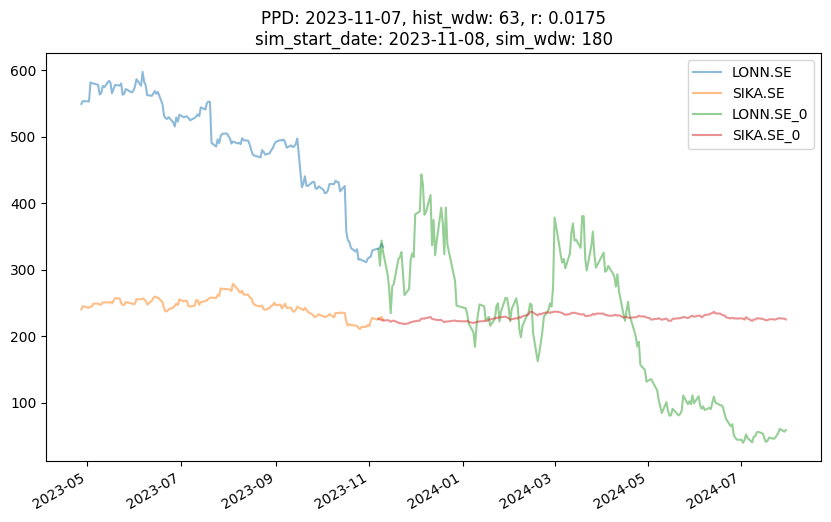 PPD: 2023-11-07, hist_wdw: 63, r: 0.0175
sim_start_date: 2023-11-08, sim_wdw: 180
600
500
400
300
200
100
LONN.SE
SIKA.SE
LONN.SE_0
SIKA.SE_0
2023-05
2023-07
2023-09
2023-11
2024-01
2024-03
2024-05
2024-07